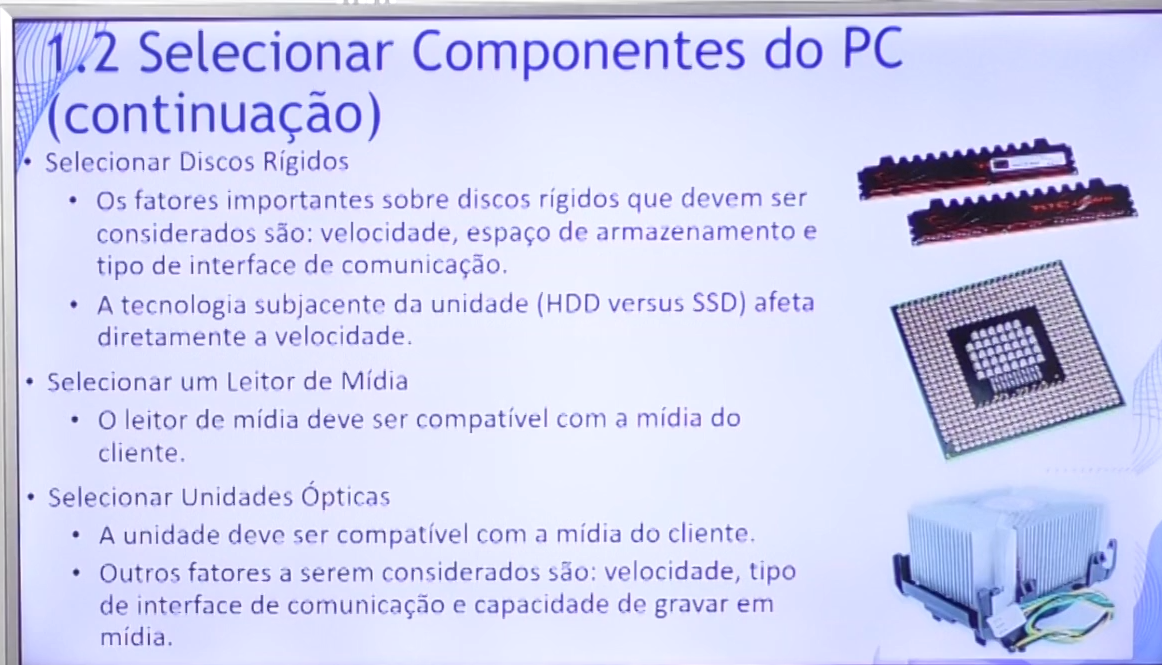 1.2 Selecionar Componentes do PC
(continuação)
• Selecionar Discos Rígidos
• Os fatores importantes sobre discos rígidos que devem ser
considerados são: velocidade, espaço de armazenamento e
tipo de interface de comunicação.
• A tecnologia subjacente da unidade (HDD versus SSD) afeta
diretamente a velocidade.
• Selecionar um Leitor de Mídia
• O leitor de mídia deve ser compatível com a mídia do
cliente.
• Selecionar Unidades Ópticas
• A unidade deve ser compatível com a mídia do cliente.
• Outros fatores a serem considerados são: velocidade, tipo
de interface de comunicação e capacidade de gravar em
mídia.